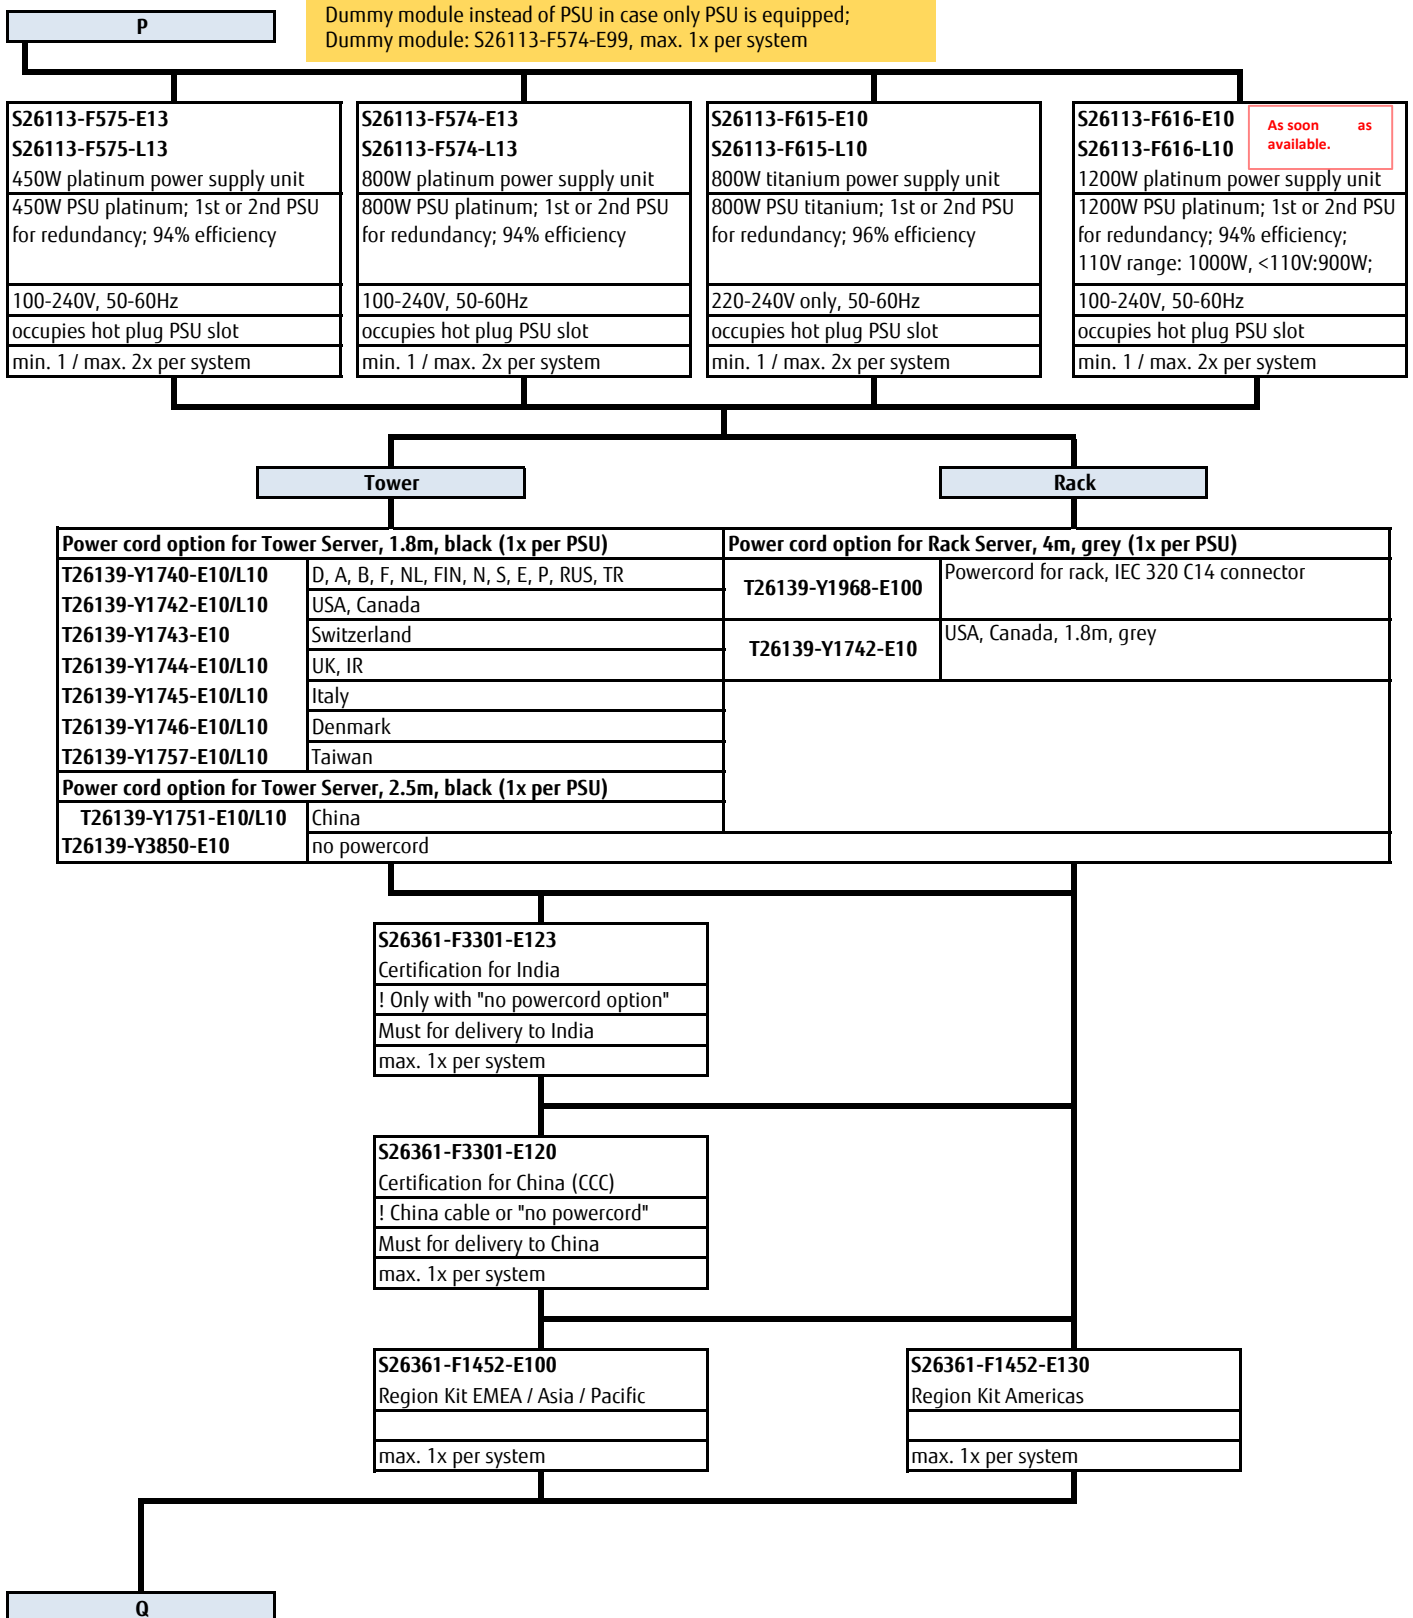 P
Dummy module instead of PSU in case only PSU is equipped;
Dummy module: S26113-F574-E99, max. 1x per system
S26113-F575-E13
S26113-F575-L13
450W platinum power supply unit
450W PSU platinum; 1st or 2nd PSU
for redundancy; 94% efficiency
100-240V, 50-60Hz
occupies hot plug PSU slot
min. 1 / max. 2x per system
S26113-F574-E13
S26113-F574-L13
800W platinum power supply unit
800W PSU platinum; 1st or 2nd PSU
for redundancy; 94% efficiency
100-240V, 50-60Hz
occupies hot plug PSU slot
min. 1 / max. 2x per system
S26113-F615-E10
S26113-F615-L10
800W titanium power supply unit
800W PSU titanium; 1st or 2nd PSU
for redundancy; 96% efficiency
220-240V only, 50-60Hz
occupies hot plug PSU slot
min. 1 / max. 2x per system
S26113-F616-E10
S26113-F616-L10
As soon as
available.
1200W platinum power supply unit
1200W PSU platinum; 1st or 2nd PSU
for redundancy; 94% efficiency;
110V range: 1000W, <110V:900W;
100-240V, 50-60Hz
occupies hot plug PSU slot
min. 1 / max. 2x per system
Tower
Rack
Power cord option for Tower Server, 1.8m, black (1x per PSU)
T26139-Y1740-E10/L10 D, A, B, F, NL, FIN, N, S, E, P, RUS, TR
T26139-Y1742-E10/L10 USA, Canada
T26139-Y1743-E10 Switzerland
T26139-Y1744-E10/L10 UK, IR
T26139-Y1745-E10/L10 Italy
T26139-Y1746-E10/L10 Denmark
T26139-Y1757-E10/L10 Taiwan
Power cord option for Tower Server, 2.5m, black (1x per PSU)
T26139-Y1751-E10/L10 China
T26139-Y3850-E10 no powercord
Power cord option for Rack Server, 4m, grey (1x per PSU)
T26139-Y1968-E100 Powercord for rack, IEC 320 C14 connector
T26139-Y1742-E10 USA, Canada, 1.8m, grey
S26361-F3301-E123
Certification for India
! Only with "no powercord option"
Must for delivery to India
max. 1x per system
S26361-F3301-E120
Certification for China (CCC)
! China cable or "no powercord"
Must for delivery to China
max. 1x per system
S26361-F1452-E100
Region Kit EMEA / Asia / Pacific
max. 1x per system
S26361-F1452-E130
Region Kit Americas
max. 1x per system
Q